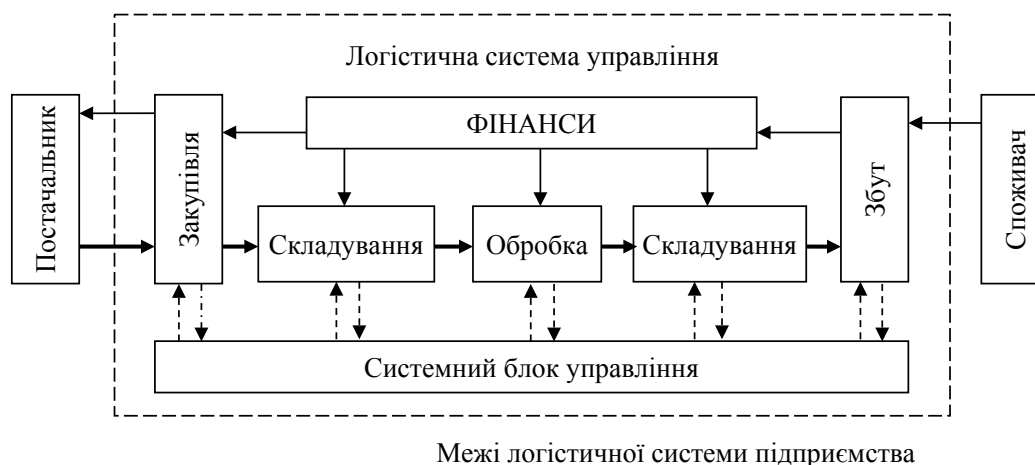 Логістична система управління
Постачальник
Закупівля
ФІНАНСИ
Збут
Споживач
Складування
Обробка
Складування
Системний блок управління
Межі логістичної системи підприємства